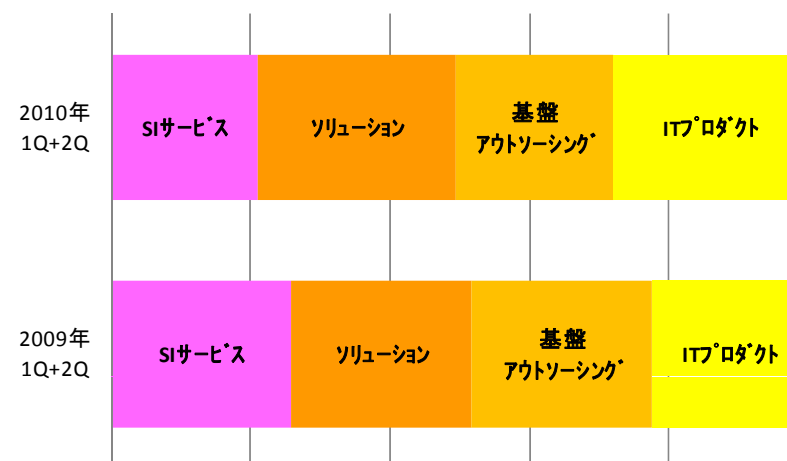 2010年
1Q+2Q
SIサービス
ソリューション
基盤
アウトソーシング
ITプロダクト
2009年
1Q+2Q
SIサービス
ソリューション
基盤
アウトソーシング
ITプロダクト